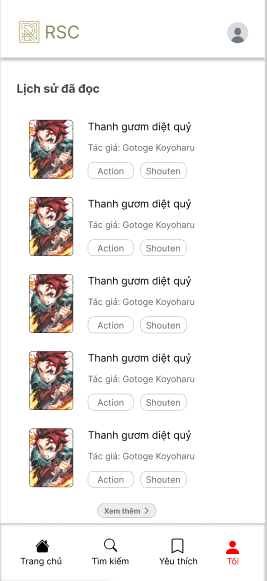 RSC
Lịch sử đã đọc
Thanh gươm diệt quỷ
Tác giả: Gotoge Koyoharu
Action Shouten
Thanh gươm diệt quỷ
Tác giả: Gotoge Koyoharu
Action Shouten
Thanh gươm diệt quỷ
Tác giả: Gotoge Koyoharu
Action Shouten
Thanh gươm diệt quỷ
Tác giả: Gotoge Koyoharu
Action Shouten
Thanh gươm diệt quỷ
Tác giả: Gotoge Koyoharu
Action Shouten
Xem thêm
Trang chủ Tìm kiếm Yêu thích Tôi